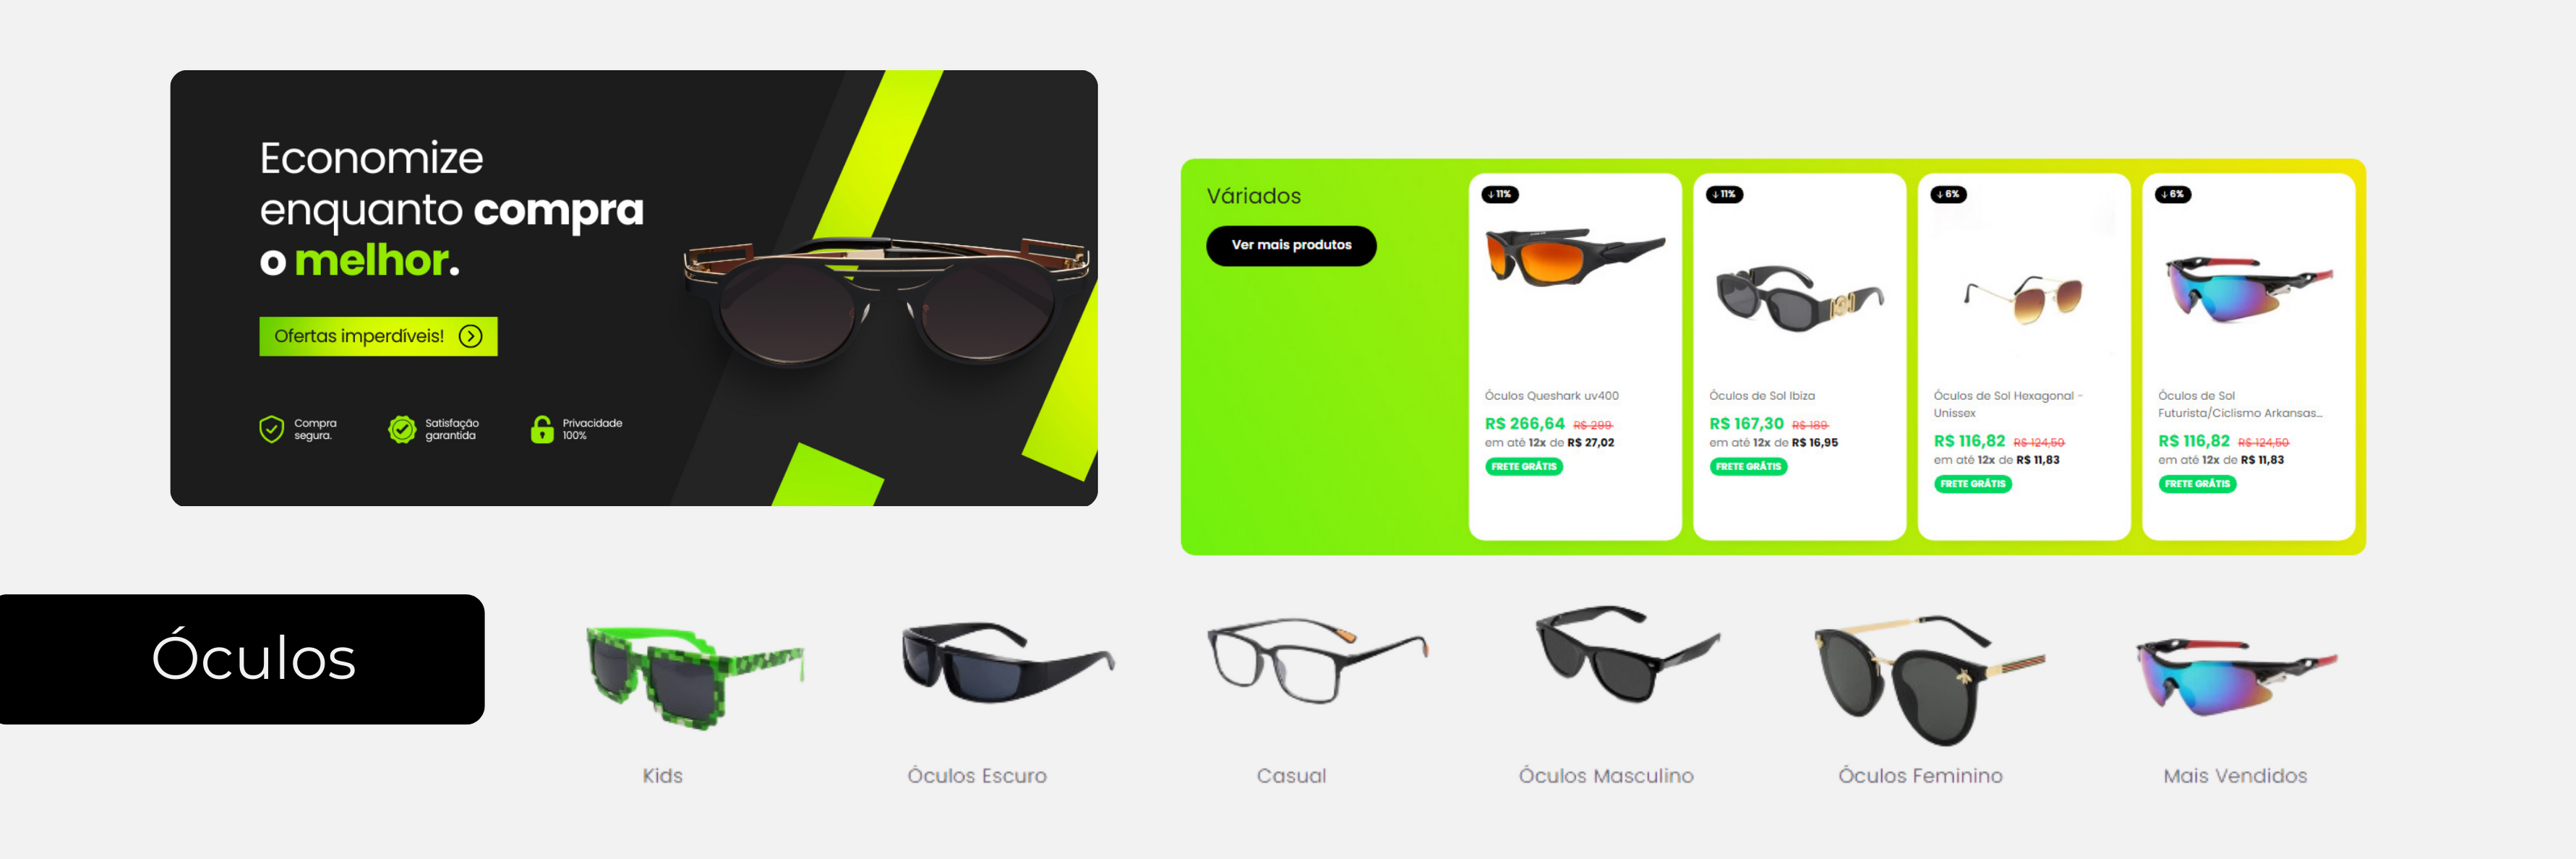 Economize
enquanto compra
o melhor.
Ofertas imperdíveis!
Compra
segura.
Satisfação
garantida
Privacidade
100%
Váriados
Ver mais produtos
↓ 11%
Óculos Queshark uv400
R$ 266,64 R$ 299
em até 12x de R$ 27,02
FRETE GRÁTIS
↓ 11%
Óculos de Sol Ibiza
R$ 167,30 R$ 189
em até 12x de R$ 16,95
FRETE GRÁTIS
↓ 6%
Óculos de Sol Hexagonal -
Unissex
R$ 116,82 R$ 124,50
em até 12x de R$ 11,83
FRETE GRÁTIS
↓ 6%
Óculos de Sol
Futurista/Ciclismo Arkansas...
R$ 116,82 R$ 124,50
em até 12x de R$ 11,83
FRETE GRÁTIS
Óculos
Kids
Óculos Escuro
Casual
Óculos Masculino
Óculos Feminino
Mais Vendidos